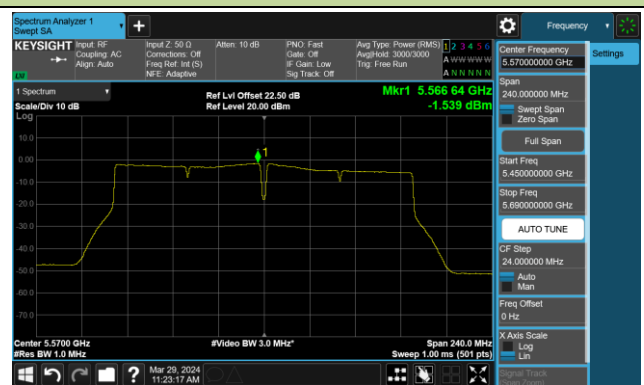 Spectrum Analyzer 1
Swept SA
Frequency
KEYSIGHT
Input: RF
Coupling: AC
Align: Auto
Input Z: 50 Ω
Corrections: Off
Freq Ref: Int (S)
NFE: Adaptive
Atten: 10 dB
PNO: Fast
Gate: Off
IF Gain: Low
Sig Track: Off
Avg Type: Power (RMS)
Avg|Hold: 3000/3000
Trig: Free Run
1 2 3 4 5 6
A W W W W W
A N N N N N
LW
1 Spectrum
Scale/Div 10 dB
Log
Ref Lvl Offset 22.50 dB
Ref Level 20.00 dBm
Mkr1 5.566 64 GHz
-1.539 dBm
1
10.0
0.00
-10.0
-20.0
-30.0
-40.0
-50.0
-60.0
-70.0
Center 5.5700 GHz
#Res BW 1.0 MHz
#Video BW 3.0 MHz*
Span 240.0 MHz
Sweep 1.00 ms (501 pts)
Mar 29, 2024
11:23:17 AM
Center Frequency
5.570000000 GHz
Settings
Span
240.000000 MHz
Swept Span
Zero Span
Full Span
Start Freq
5.450000000 GHz
Stop Freq
5.690000000 GHz
AUTO TUNE
CF Step
24.000000 MHz
Auto
Man
Freq Offset
0 Hz
X Axis Scale
Log
Lin
Signal Track
(Span Zoom)